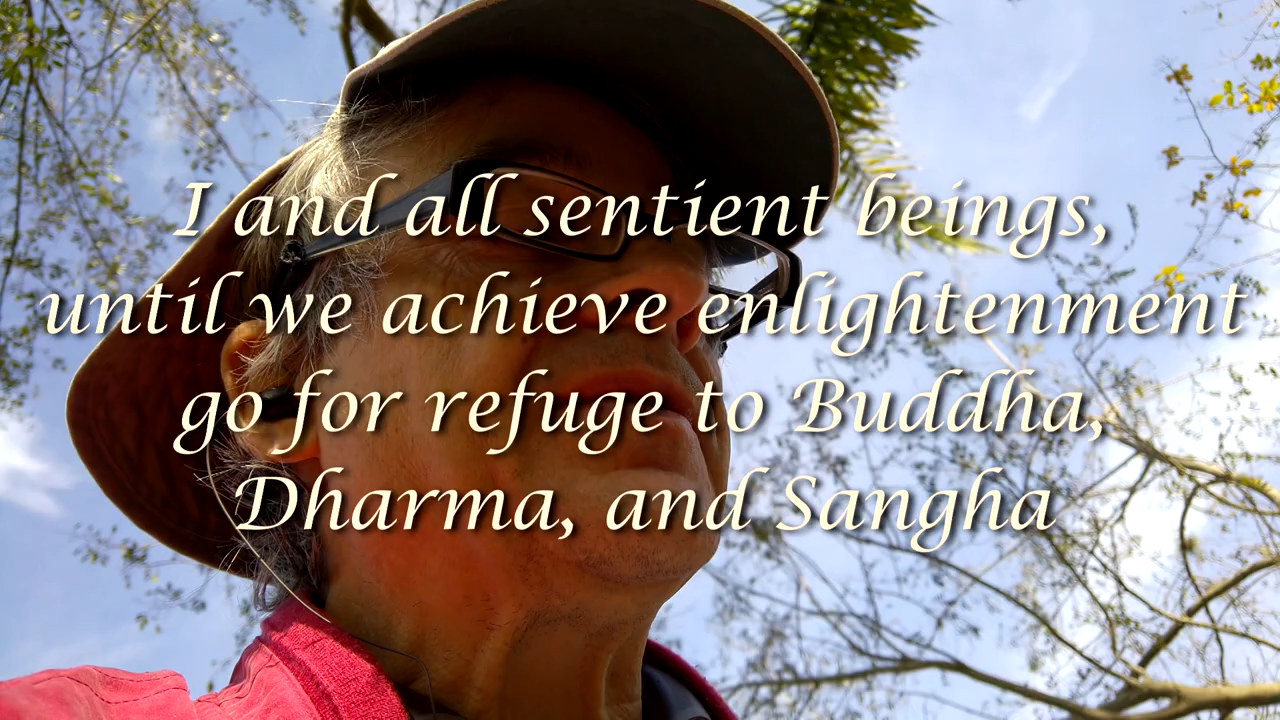 I and all sentient beings,
until we achieve enlightenment
go for refuge to Buddha,
Dharma, and Sangha